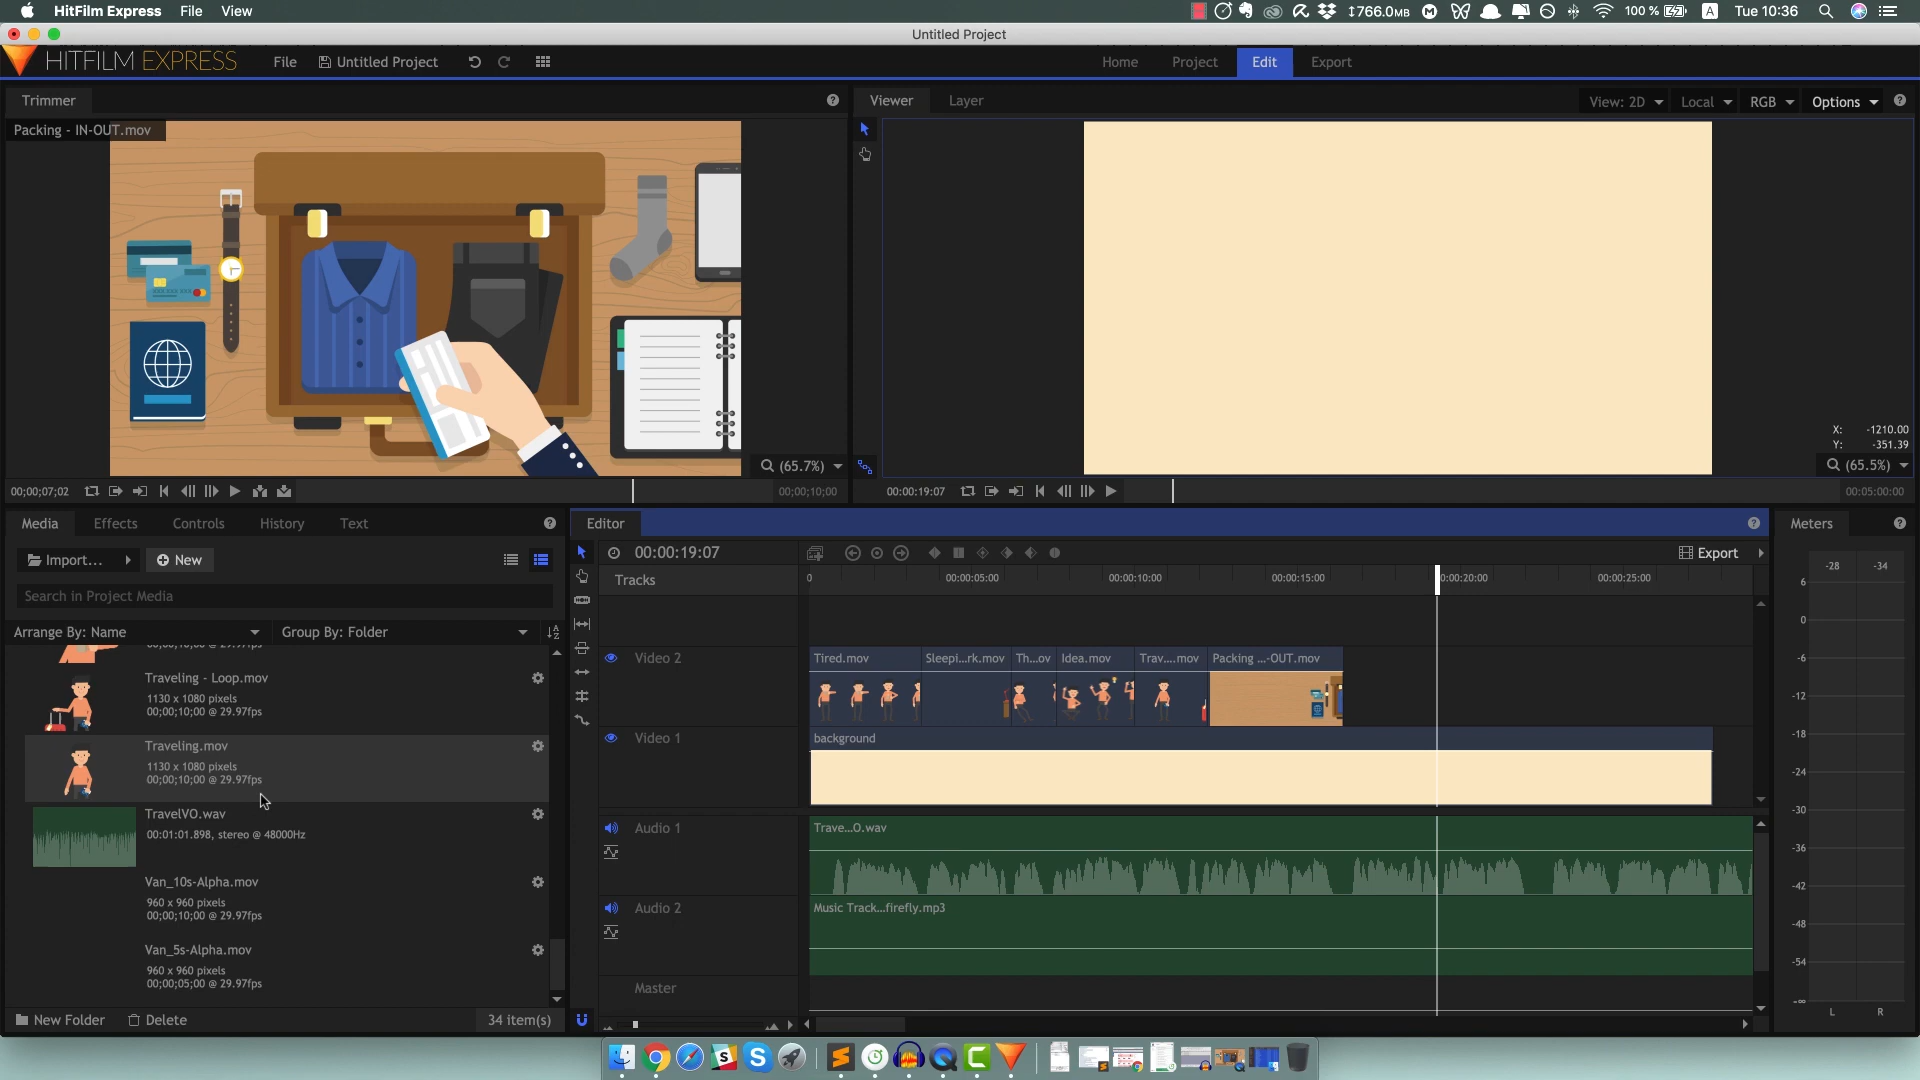 HitFilm Express File View
766.0MB 100 % A Tue 10:36
Untitled Project
HITFILM EXPRESS File Untitled Project Home Project Edit Export
Trimmer
Viewer Layer View: 2D Local RGB Options
Packing - IN-OUT.mov
X: -1210.00
Y: -351.39
(65.7%)
(65.5%)
00;00;07;02 00;00;10;00
00:00:19:07 00:05:00:00
Media Effects Controls History Text
Editor
Meters
Import... New
00:00:19:07
Export
Tracks
0 00:00:05:00 00:00:10:00 00:00:15:00 0:00:20:00 00:00:25:00
Search in Project Media
Arrange By: Name Group By: Folder
Traveling - Loop.mov
1130 x 1080 pixels
00;00;10;00 @ 29.97fps
Traveling.mov
1130 x 1080 pixels
00;00;10;00 @ 29.97fps
TravelVO.wav
00:01:01.898, stereo @ 48000Hz
Van_10s-Alpha.mov
960 x 960 pixels
00;00;10;00 @ 29.97fps
Van_5s-Alpha.mov
960 x 960 pixels
00;00;05;00 @ 29.97fps
New Folder Delete 34 item(s)
Video 2
Tired.mov Sleepi...rk.mov Th...ov Idea.mov Trav....mov Packing ...-OUT.mov
Video 1
background
Audio 1
Trave...O.wav
Audio 2
Music Track...firefly.mp3
Master
-28 -34
6
0
-6
-12
-18
-24
-30
-36
-42
-48
-54
-∞
L R